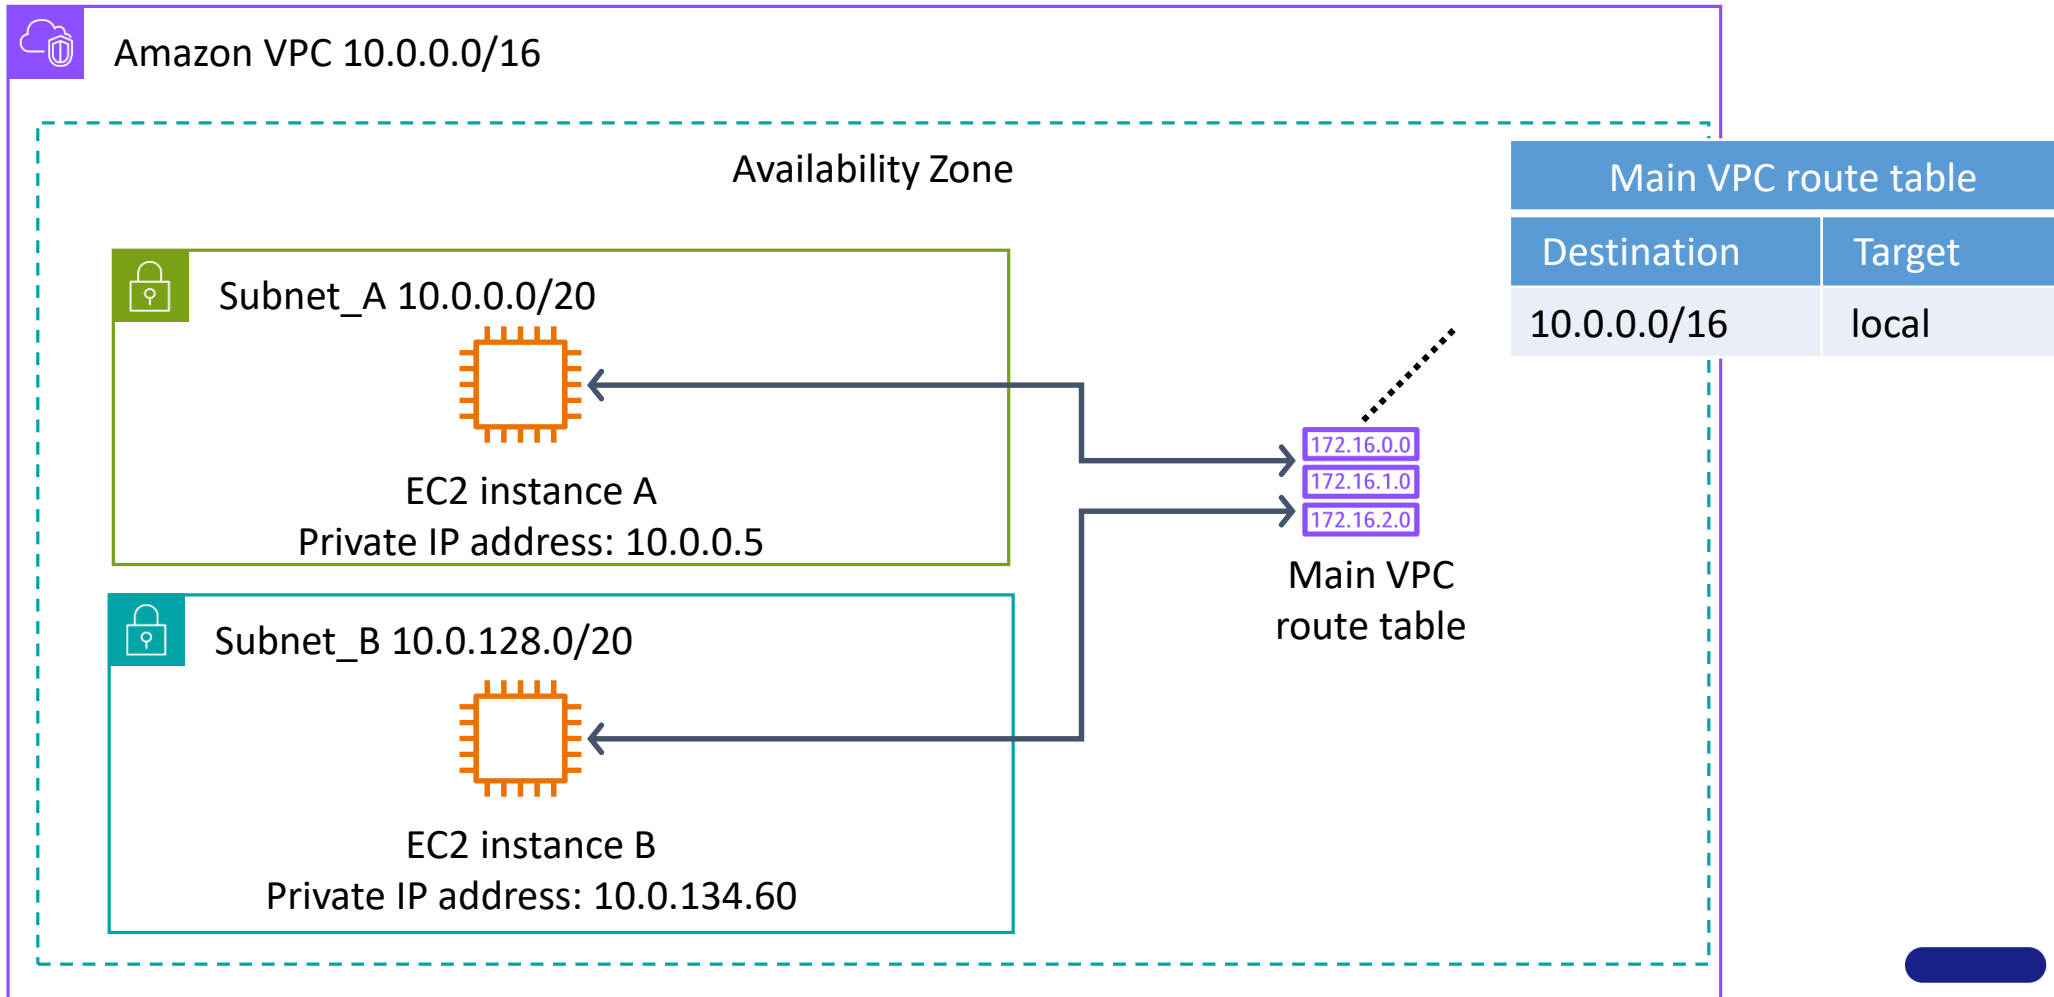 Amazon VPC 10.0.0.0/16
Availability Zone
Main VPC route table
Destination Target
10.0.0.0/16 local
Subnet_A 10.0.0.0/20
EC2 instance A
Private IP address: 10.0.0.5
172.16.0.0
172.16.1.0
172.16.2.0
Main VPC
route table
Subnet_B 10.0.128.0/20
EC2 instance B
Private IP address: 10.0.134.60